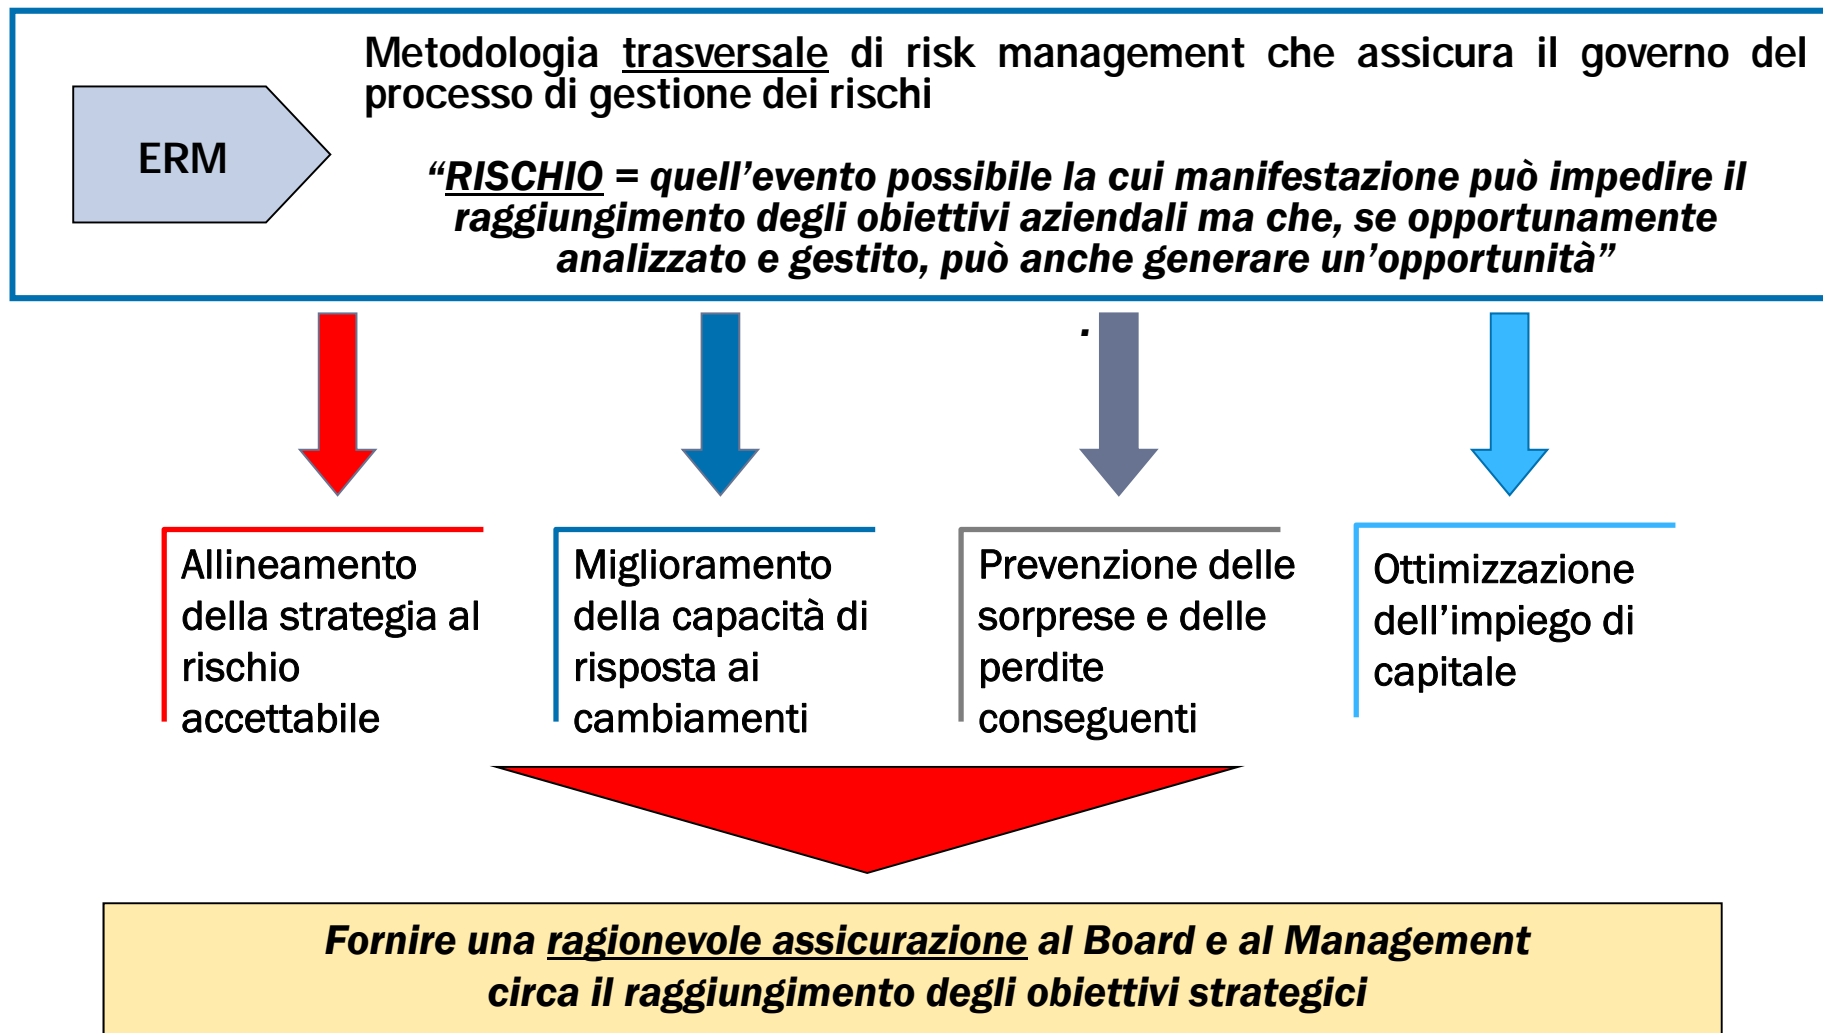 Metodologia trasversale di risk management che assicura il governo del
processo di gestione dei rischi
ERM
“RISCHIO = quell’evento possibile la cui manifestazione può impedire il
raggiungimento degli obiettivi aziendali ma che, se opportunamente
analizzato e gestito, può anche generare un’opportunità”
.
Allineamento
della strategia al
rischio
accettabile
Miglioramento
della capacità di
risposta ai
cambiamenti
Prevenzione delle
sorprese e delle
perdite
conseguenti
Ottimizzazione
dell’impiego di
capitale
Fornire una ragionevole assicurazione al Board e al Management
circa il raggiungimento degli obiettivi strategici